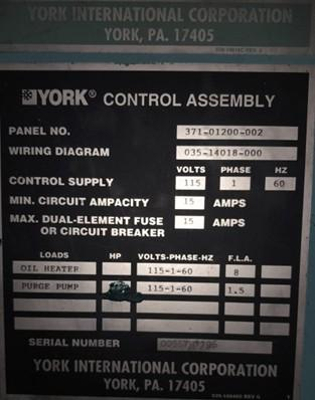 YORK INTERNATIONAL CORPORATION
YORK, PA. 17405
YORK® CONTROL ASSEMBLY
PANEL NO. 371-01200-002
WIRING DIAGRAM 035-14018-000
VOLTS PHASE HZ
CONTROL SUPPLY 115 1 60
MIN. CIRCUIT AMPACITY 15 AMPS
MAX. DUAL-ELEMENT FUSE 15 AMPS
OR CIRCUIT BREAKER
LOADS HP VOLTS-PHASE-HZ F.L.A.
OIL HEATER 115-1-60 8
PURGE PUMP 115-1-60 1.5
SERIAL NUMBER
YORK INTERNATIONAL CORPORATION
YORK, PA. 17405